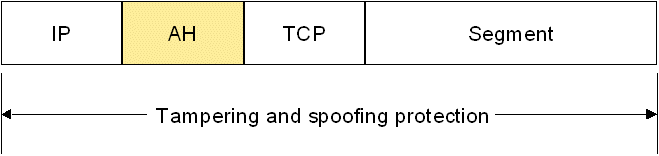 IP AH TCP Segment
Tampering and spoofing protection